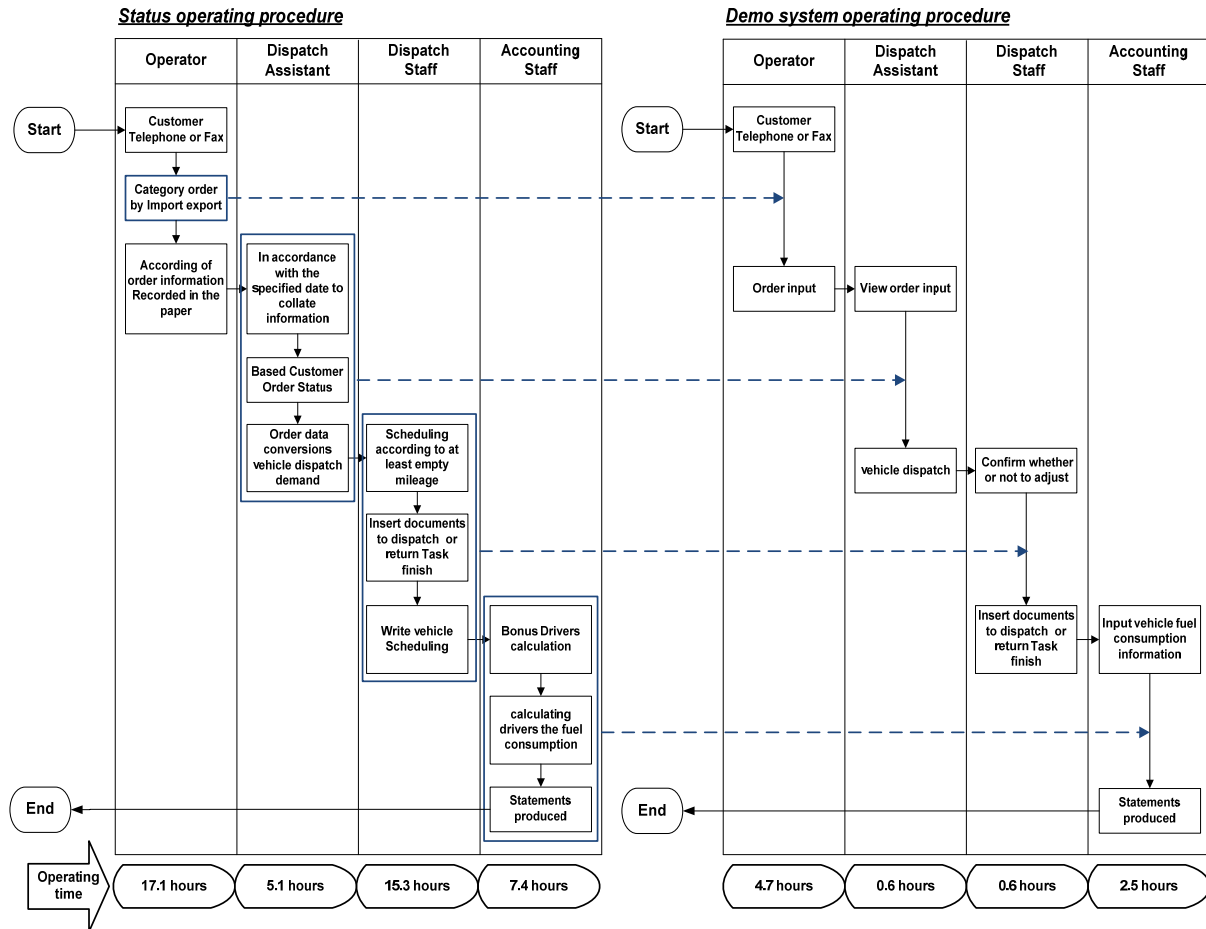 Status operating procedure
Operator
Dispatch
Assistant
Dispatch
Staff
Accounting
Staff
Start
Customer
Telephone or Fax
Category order
by Import export
According of
order information
Recorded in the
paper
In accordance
with the
specified date to
collate
information
Based Customer
Order Status
Order data
conversions
vehicle dispatch
demand
Scheduling
according to at
least empty
mileage
Insert documents
to dispatch or
return Task
finish
Write vehicle
Scheduling
Bonus Drivers
calculation
calculating
drivers the fuel
consumption
Statements
produced
End
Operating
time
17.1 hours
5.1 hours
15.3 hours
7.4 hours
Demo system operating procedure
Operator
Dispatch
Assistant
Dispatch
Staff
Accounting
Staff
Start
Customer
Telephone or Fax
Order input
View order input
vehicle dispatch
Confirm whether
or not to adjust
Insert documents
to dispatch or
return Task
finish
Input vehicle fuel
consumption
information
Statements
produced
End
4.7 hours
0.6 hours
0.6 hours
2.5 hours